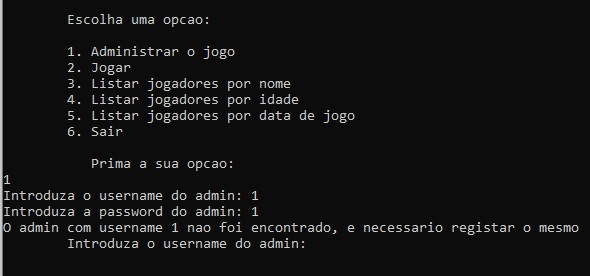 Escolha uma opcao:
1. Administrar o jogo
2. Jogar
3. Listar jogadores por nome
4. Listar jogadores por idade
5. Listar jogadores por data de jogo
6. Sair
Prima a sua opcao:
1
Introduza o username do admin: 1
Introduza a password do admin: 1
O admin com username 1 nao foi encontrado, e necessario registar o mesmo
Introduza o username do admin: